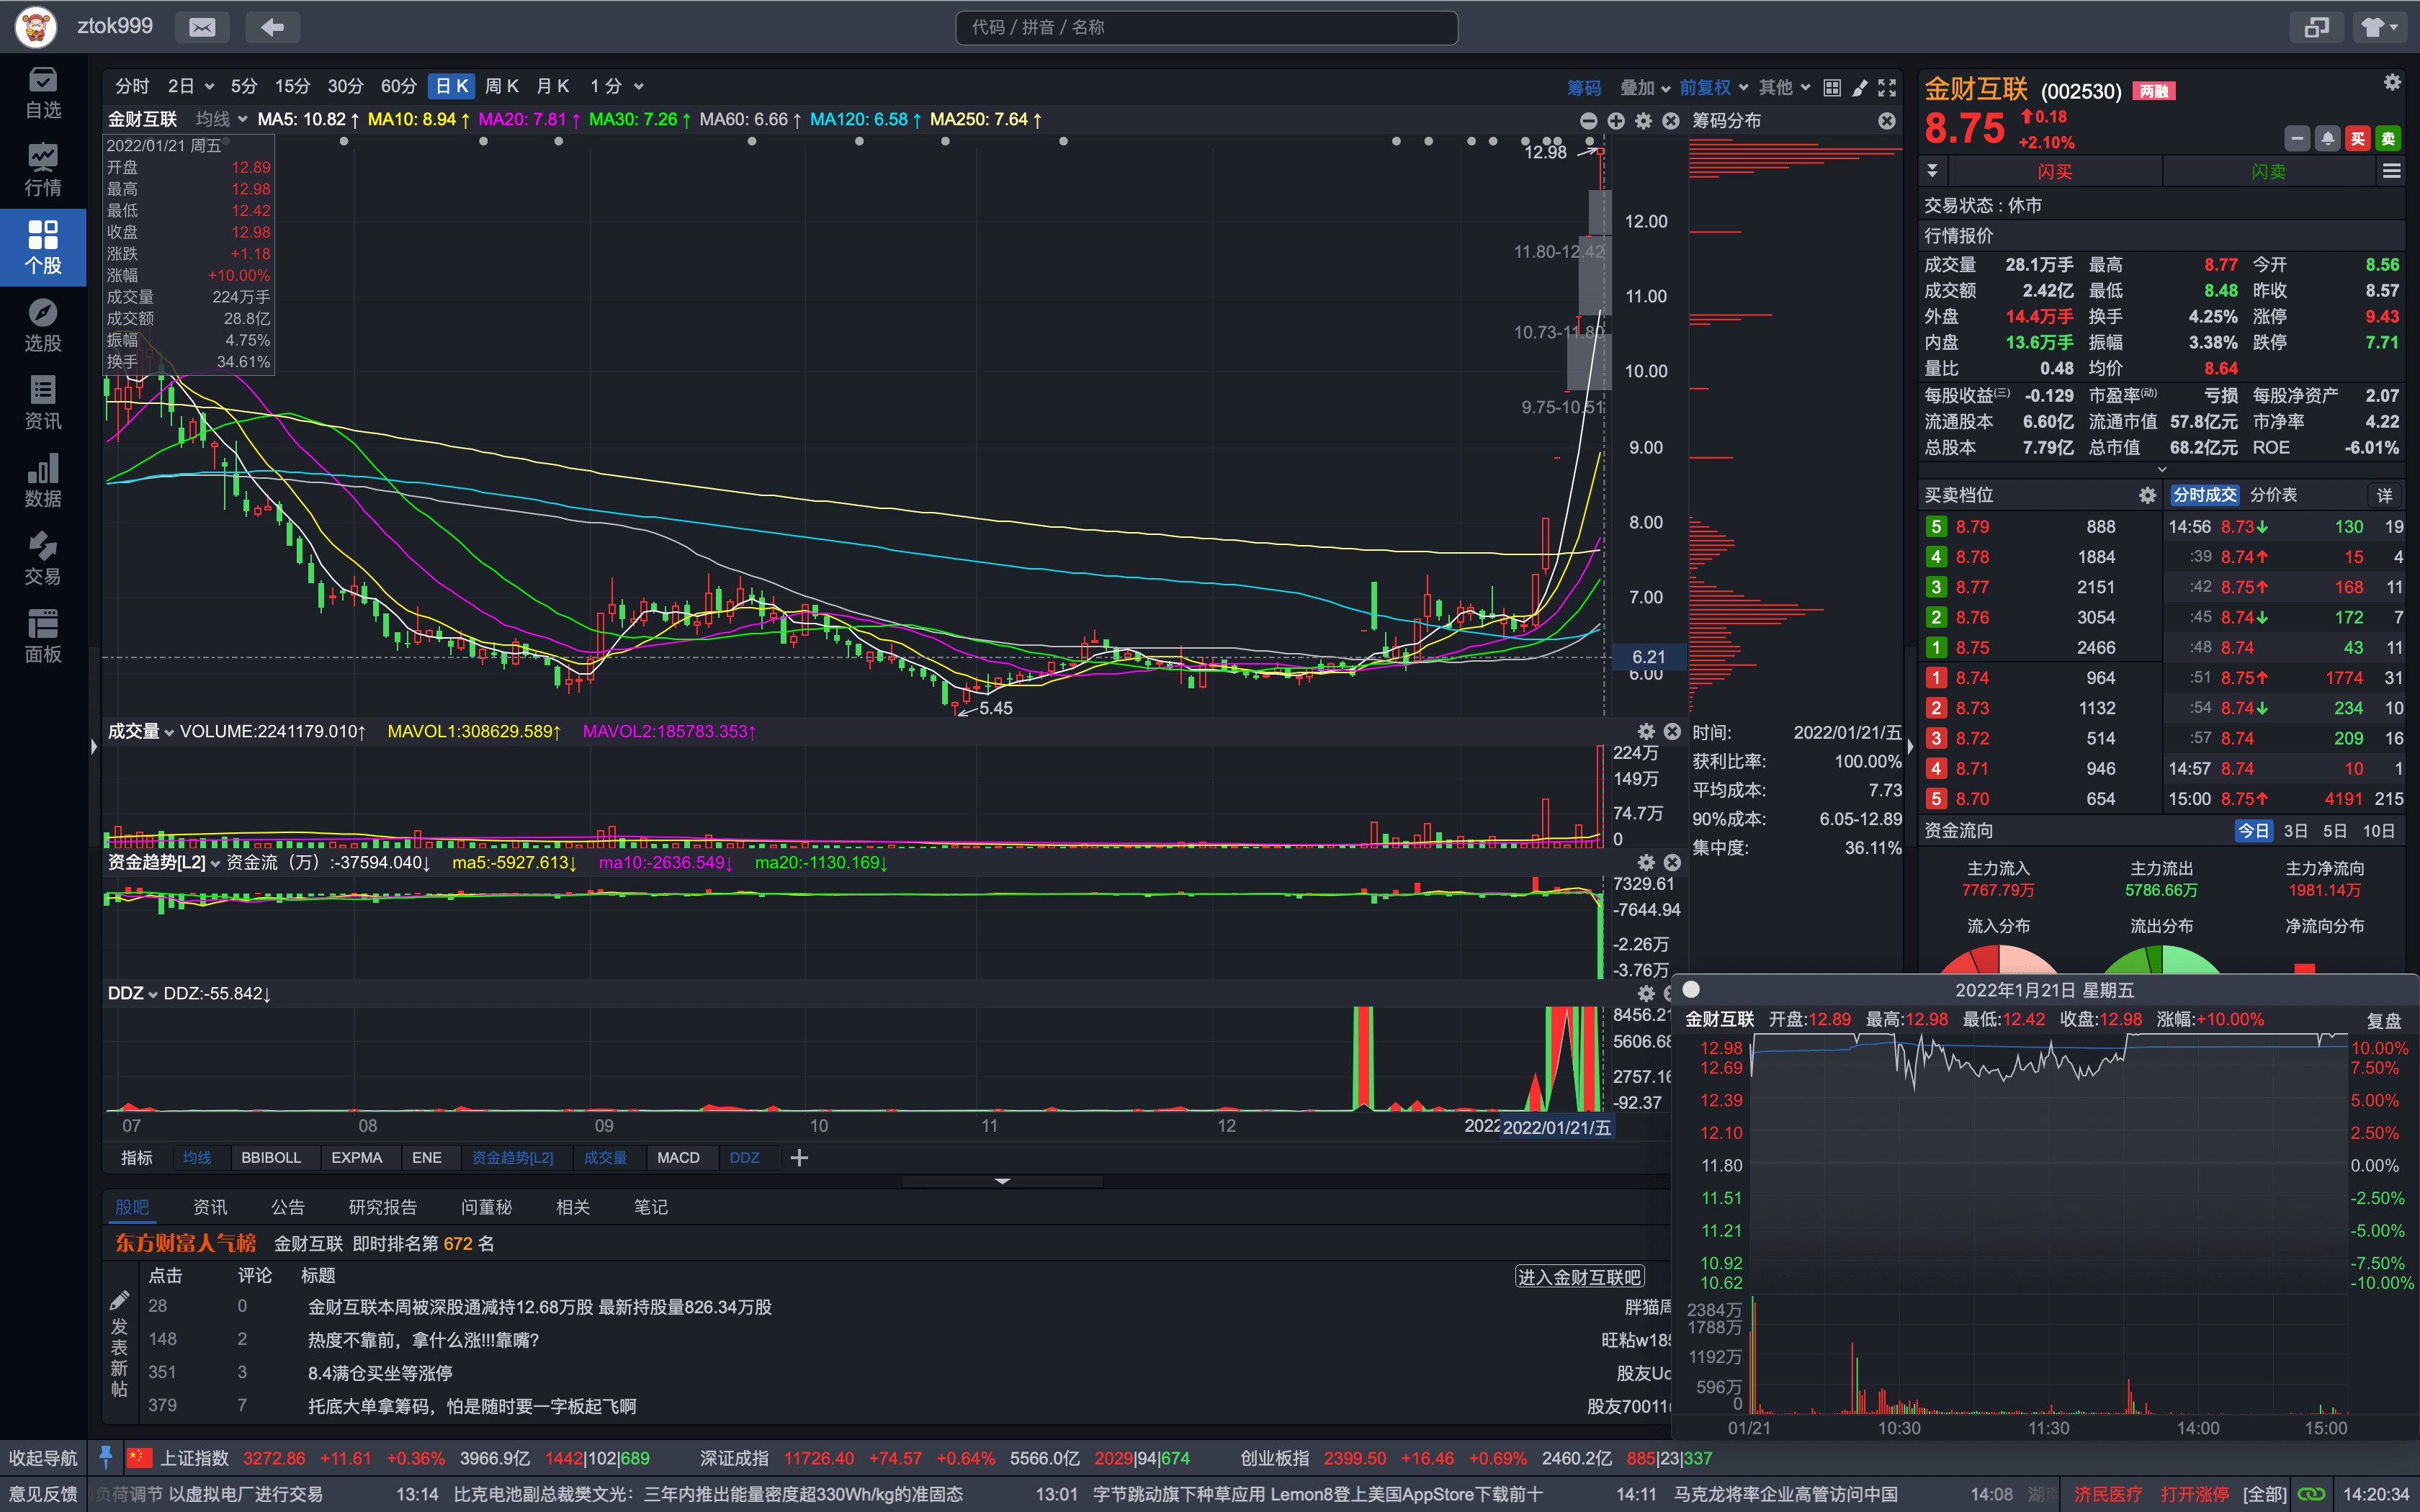 ztok999
代码 / 拼音 / 名称
自选
行情
个股
选股
资讯
数据
交易
面板
分时 2日 5分 15分 30分 60分 日K 周K 月K 1分 筹码 叠加 前复权 其他
金财互联 均线 MA5: 10.82↑ MA10: 8.94↑ MA20: 7.81↑ MA30: 7.26↑ MA60: 6.66↑ MA120: 6.58↑ MA250: 7.64↑
筹码分布
2022/01/21 周五
开盘 12.89
最高 12.98
最低 12.42
收盘 12.98
涨跌 +1.18
涨幅 +10.00%
成交量 224万手
成交额 28.8亿
振幅 4.75%
换手 34.61%
12.98
11.80-12.42
10.73-11.80
9.75-10.51
5.45
12.00
11.00
10.00
9.00
8.00
7.00
6.21
6.00
成交量 VOLUME:2241179.010↑ MAVOL1:308629.589↑ MAVOL2:185783.353↑
224万
149万
74.7万
0
时间: 2022/01/21/五
获利比率: 100.00%
平均成本: 7.73
90%成本: 6.05-12.89
集中度: 36.11%
资金趋势[L2] 资金流（万）:-37594.040↓ ma5:-5927.613↓ ma10:-2636.549↓ ma20:-1130.169↓
7329.61
-7644.94
-2.26万
-3.76万
DDZ DDZ:-55.842↓
8456.21
5606.68
2757.16
-92.37
07 08 09 10 11 12 2022 2022/01/21/五
指标 均线 BBIBOLL EXPMA ENE 资金趋势[L2] 成交量 MACD DDZ
股吧 资讯 公告 研究报告 问董秘 相关 笔记
东方财富人气榜 金财互联 即时排名第 672 名
点击 评论 标题 进入金财互联吧
发表新帖
28 0 金财互联本周被深股通减持12.68万股 最新持股量826.34万股 胖猫
148 2 热度不靠前，拿什么涨!!!靠嘴? 旺粘w185
351 3 8.4满仓买坐等涨停 股友Uc
379 7 托底大单拿筹码，怕是随时要一字板起飞啊 股友70011
金财互联 (002530) 两融
8.75 0.18
+2.10%
买 卖
闪买 闪卖
交易状态 : 休市
行情报价
成交量 28.1万手 最高 8.77 今开 8.56
成交额 2.42亿 最低 8.48 昨收 8.57
外盘 14.4万手 换手 4.25% 涨停 9.43
内盘 13.6万手 振幅 3.38% 跌停 7.71
量比 0.48 均价 8.64
每股收益(三) -0.129 市盈率(动) 亏损 每股净资产 2.07
流通股本 6.60亿 流通市值 57.8亿元 市净率 4.22
总股本 7.79亿 总市值 68.2亿元 ROE -6.01%
买卖档位 分时成交 分价表 详
5 8.79 888 14:56 8.73↓ 130 19
4 8.78 1884 :39 8.74↑ 15 4
3 8.77 2151 :42 8.75↑ 168 11
2 8.76 3054 :45 8.74↓ 172 7
1 8.75 2466 :48 8.74 43 11
1 8.74 964 :51 8.75↑ 1774 31
2 8.73 1132 :54 8.74↓ 234 10
3 8.72 514 :57 8.74 209 16
4 8.71 946 14:57 8.74 10 1
5 8.70 654 15:00 8.75↑ 4191 215
资金流向 今日 3日 5日 10日
主力流入 主力流出 主力净流向
7767.79万 5786.66万 1981.14万
流入分布 流出分布 净流向分布
2022年1月21日 星期五
金财互联 开盘:12.89 最高:12.98 最低:12.42 收盘:12.98 涨幅:+10.00% 复盘
12.98 10.00%
12.69 7.50%
12.39 5.00%
12.10 2.50%
11.80 0.00%
11.51 -2.50%
11.21 -5.00%
10.92 -7.50%
10.62 -10.00%
2384万
1788万
1192万
596万
0
01/21 10:30 11:30 14:00 15:00
收起导航 上证指数 3272.86 +11.61 +0.36% 3966.9亿 1442|102|689 深证成指 11726.40 +74.57 +0.64% 5566.0亿 2029|94|674 创业板指 2399.50 +16.46 +0.69% 2460.2亿 885|23|337
意见反馈 负荷调节 以虚拟电厂进行交易 13:14 比克电池副总裁樊文光：三年内推出能量密度超330Wh/kg的准固态 13:01 字节跳动旗下种草应用 Lemon8登上美国AppStore下载前十 14:11 马克龙将率企业高管访问中国 14:08 济民医疗 打开涨停 [全部] 14:20:34